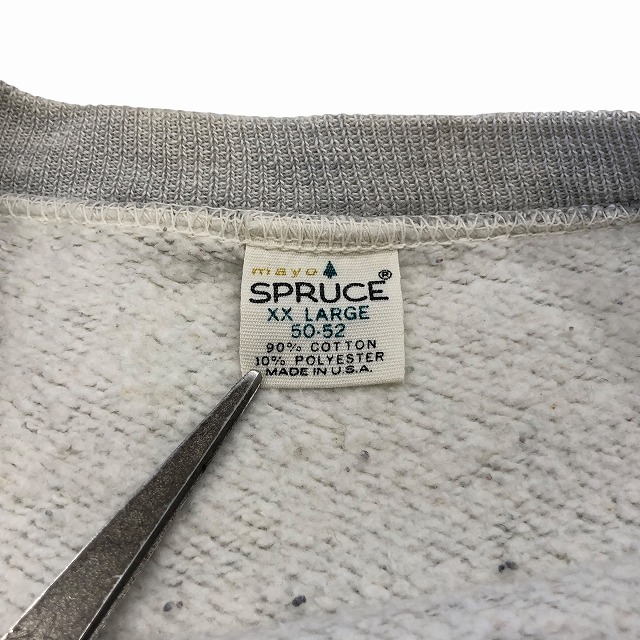 mayo
SPRUCE®
XX LARGE
50-52
90% COTTON
10% POLYESTER
MADE IN U.S.A.